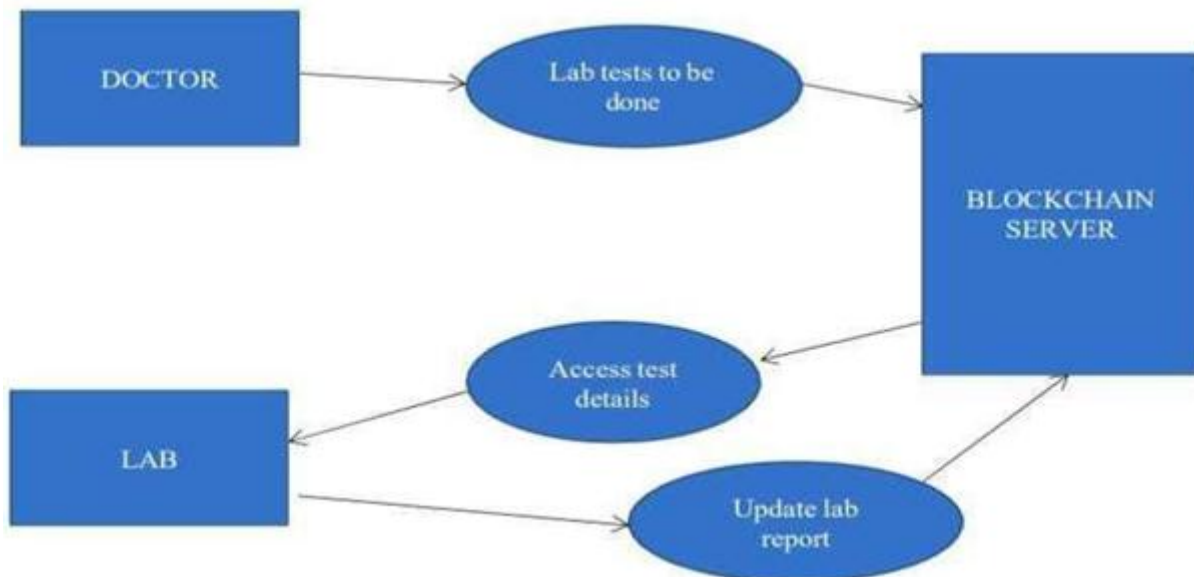 DOCTOR
Lab tests to be
done
BLOCKCHAIN
SERVER
Access test
details
LAB
Update lab
report